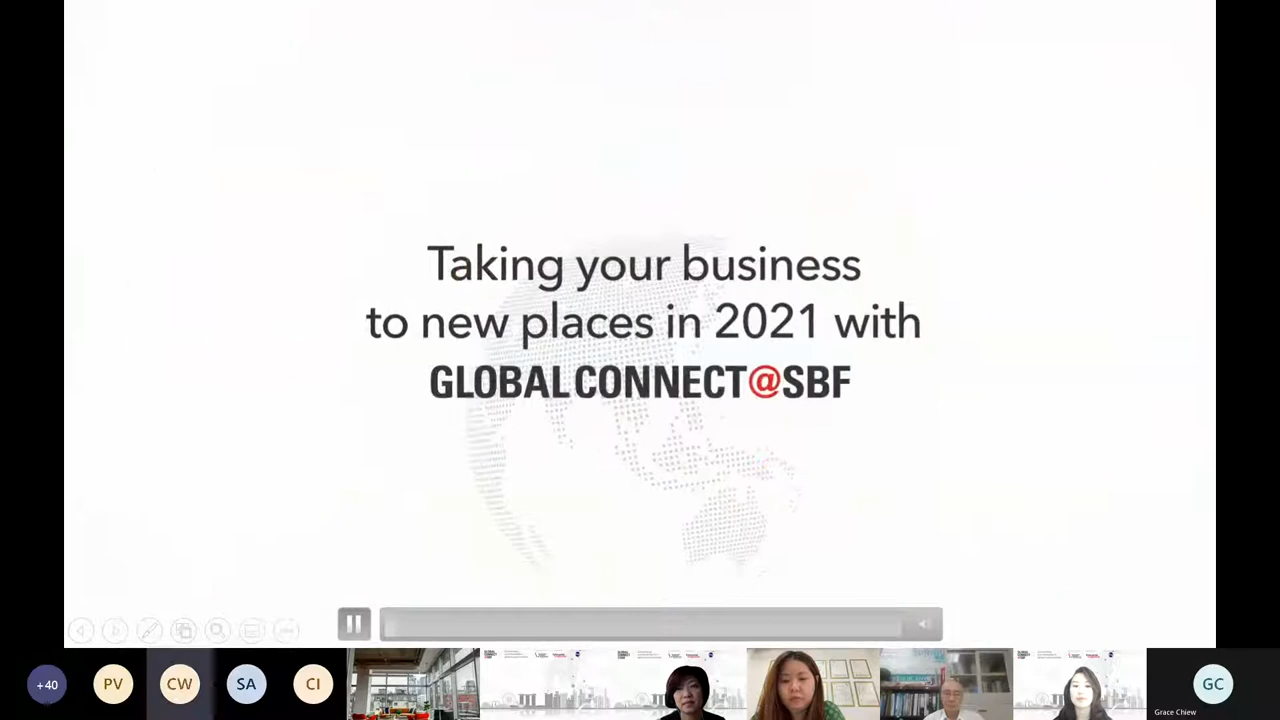 Taking your business
to new places in 2021 with
GLOBALCONNECT@SBF
+40
PV
CW
SA
CI
GC
Grace Chiew